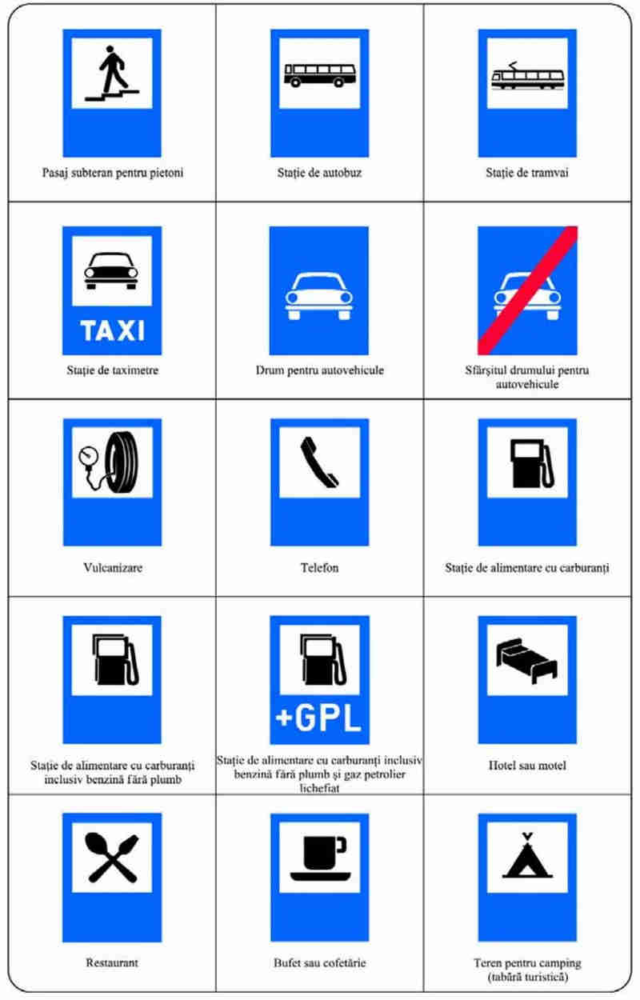 Pasaj subteran pentru pietoni
Stație de autobuz
Stație de tramvai
TAXI
Stație de taximetre
Drum pentru autovehicule
Sfârșitul drumului pentru
autovehicule
Vulcanizare
Telefon
Stație de alimentare cu carburanți
Stație de alimentare cu carburanți
inclusiv benzină fără plumb
+GPL
Stație de alimentare cu carburanți inclusiv
benzină fără plumb și gaz petrolier
lichefiat
Hotel sau motel
Restaurant
Bufet sau cofetărie
Teren pentru camping
(tabără turistică)